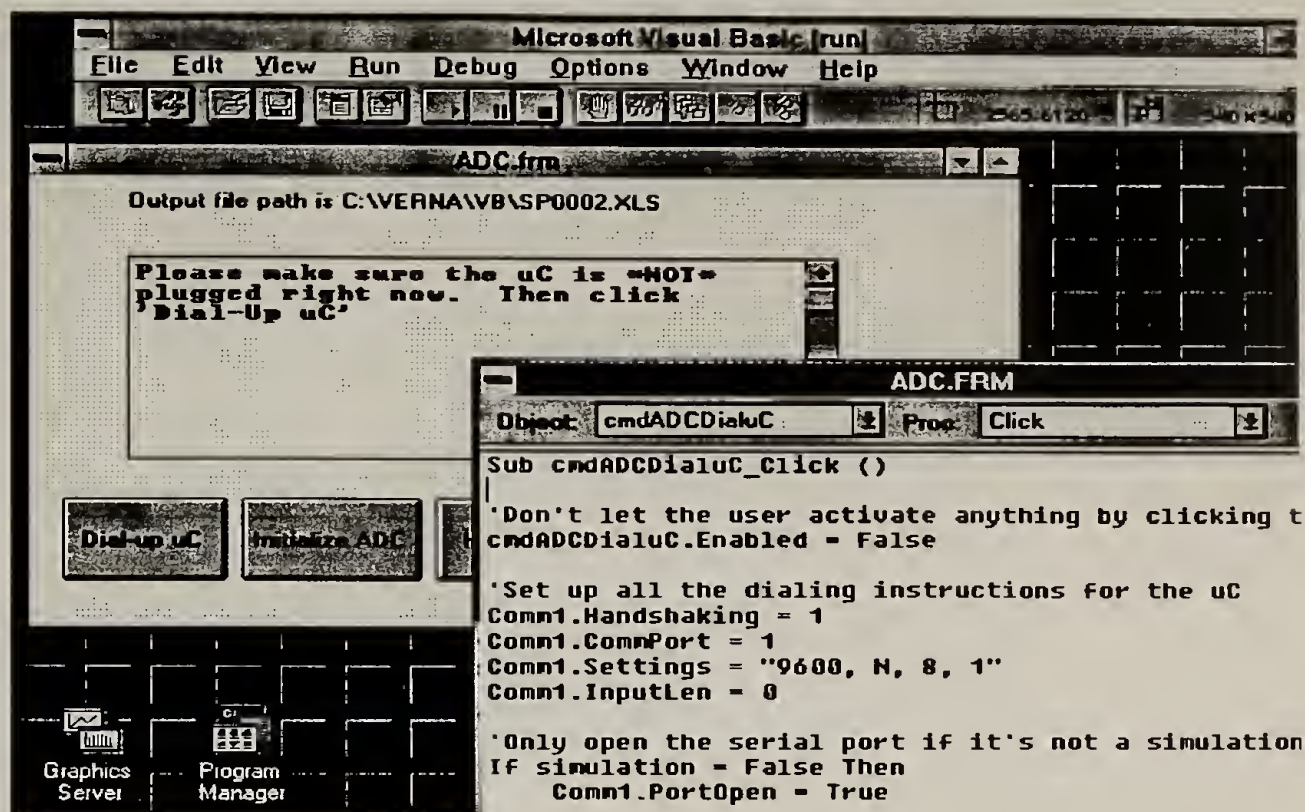 Microsoft Visual Basic [run]
File Edit View Run Debug Options Window Help
ADC.frm
Output file path is C:\VERNA\VB\SP0002.XLS
Please make sure the uC is *NOT*
plugged right now. Then click
'Dial-Up uC'
Dial-up uC
Initialize ADC
ADC.FRM
Object: cmdADCDialuC Proc: Click
Sub cmdADCDialuC_Click ()
'Don't let the user activate anything by clicking t
cmdADCDialuC.Enabled = False
'Set up all the dialing instructions for the uC
Comm1.Handshaking = 1
Comm1.CommPort = 1
Comm1.Settings = "9600, N, 8, 1"
Comm1.InputLen = 0
'Only open the serial port if it's not a simulation
If simulation = False Then
Comm1.PortOpen = True
Graphics
Server
Program
Manager